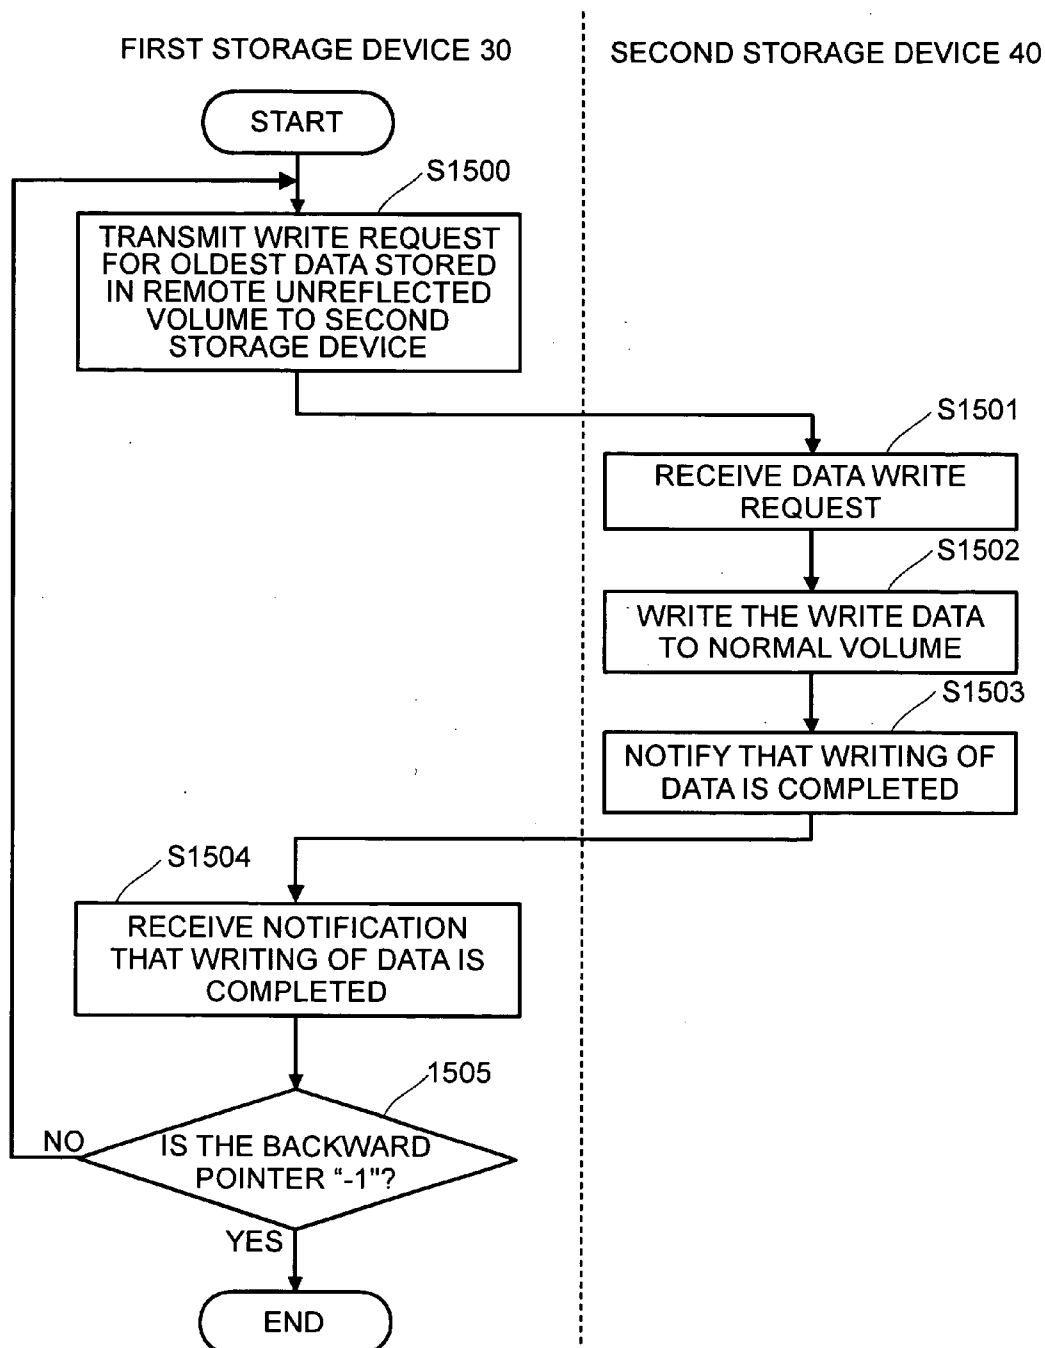 FIRST STORAGE DEVICE 30
SECOND STORAGE DEVICE 40
START
S1500
TRANSMIT WRITE REQUEST
FOR OLDEST DATA STORED
IN REMOTE UNREFLECTED
VOLUME TO SECOND
STORAGE DEVICE
S1501
RECEIVE DATA WRITE
REQUEST
S1502
WRITE THE WRITE DATA
TO NORMAL VOLUME
S1503
NOTIFY THAT WRITING OF
DATA IS COMPLETED
S1504
RECEIVE NOTIFICATION
THAT WRITING OF DATA IS
COMPLETED
1505
NO
IS THE BACKWARD
POINTER “-1"?
YES
END